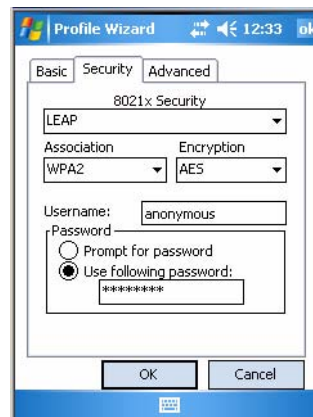 Profile Wizard 12:33 ok
Basic Security Advanced
8021x Security
LEAP
Association Encryption
WPA2 AES
Username: anonymous
Password
Prompt for password
Use following password:
********
OK Cancel